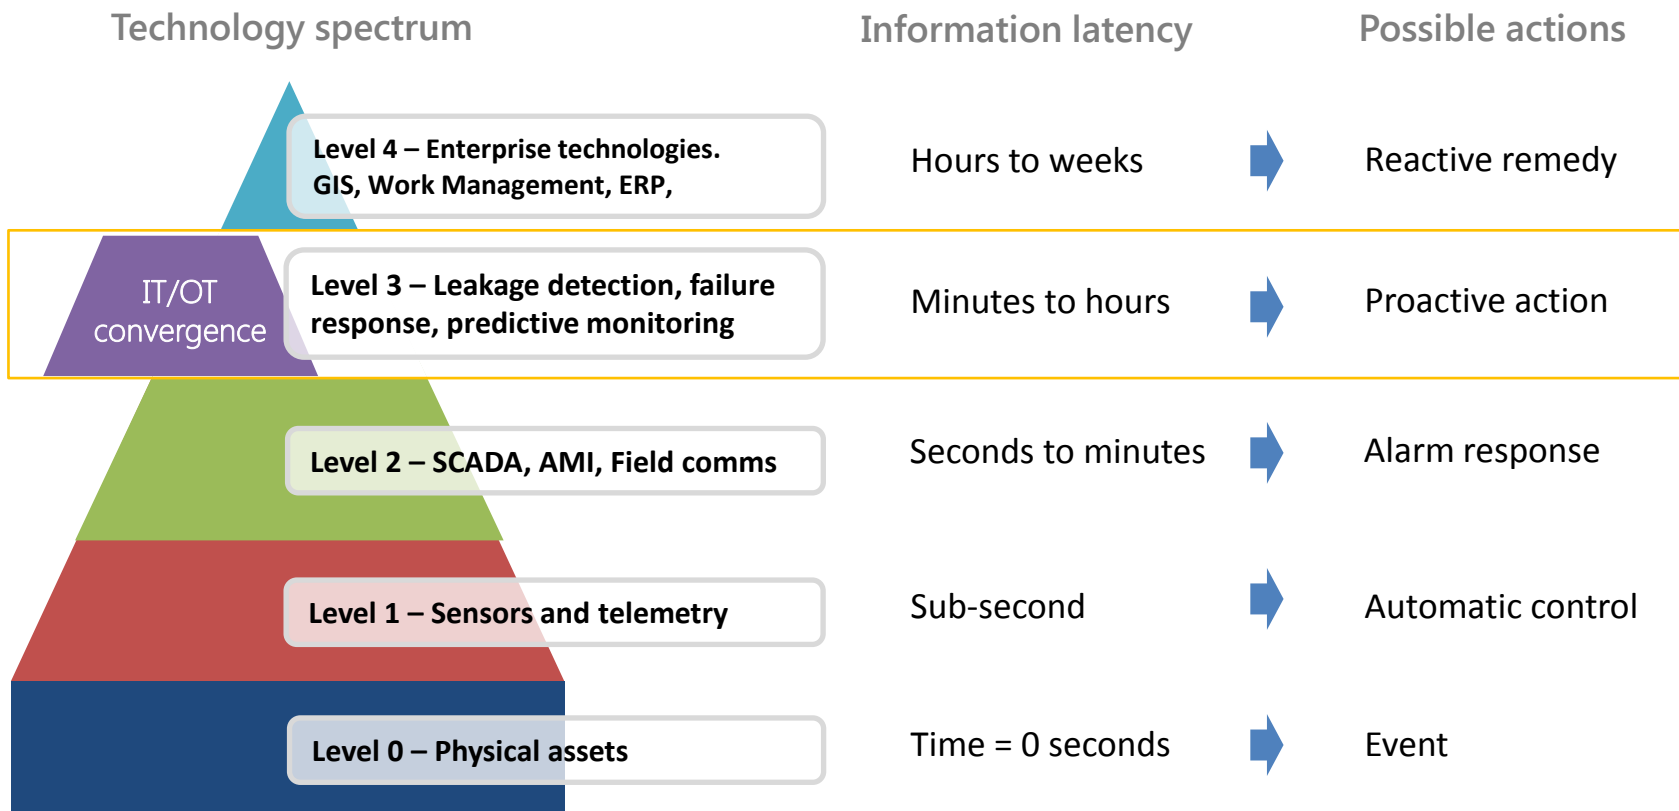 Technology spectrum
Information latency
Possible actions
Level 4 – Enterprise technologies.
GIS, Work Management, ERP,
Hours to weeks
Reactive remedy
IT/OT
convergence
Level 3 – Leakage detection, failure
response, predictive monitoring
Minutes to hours
Proactive action
Level 2 – SCADA, AMI, Field comms
Seconds to minutes
Alarm response
Level 1 – Sensors and telemetry
Sub-second
Automatic control
Level 0 – Physical assets
Time = 0 seconds
Event